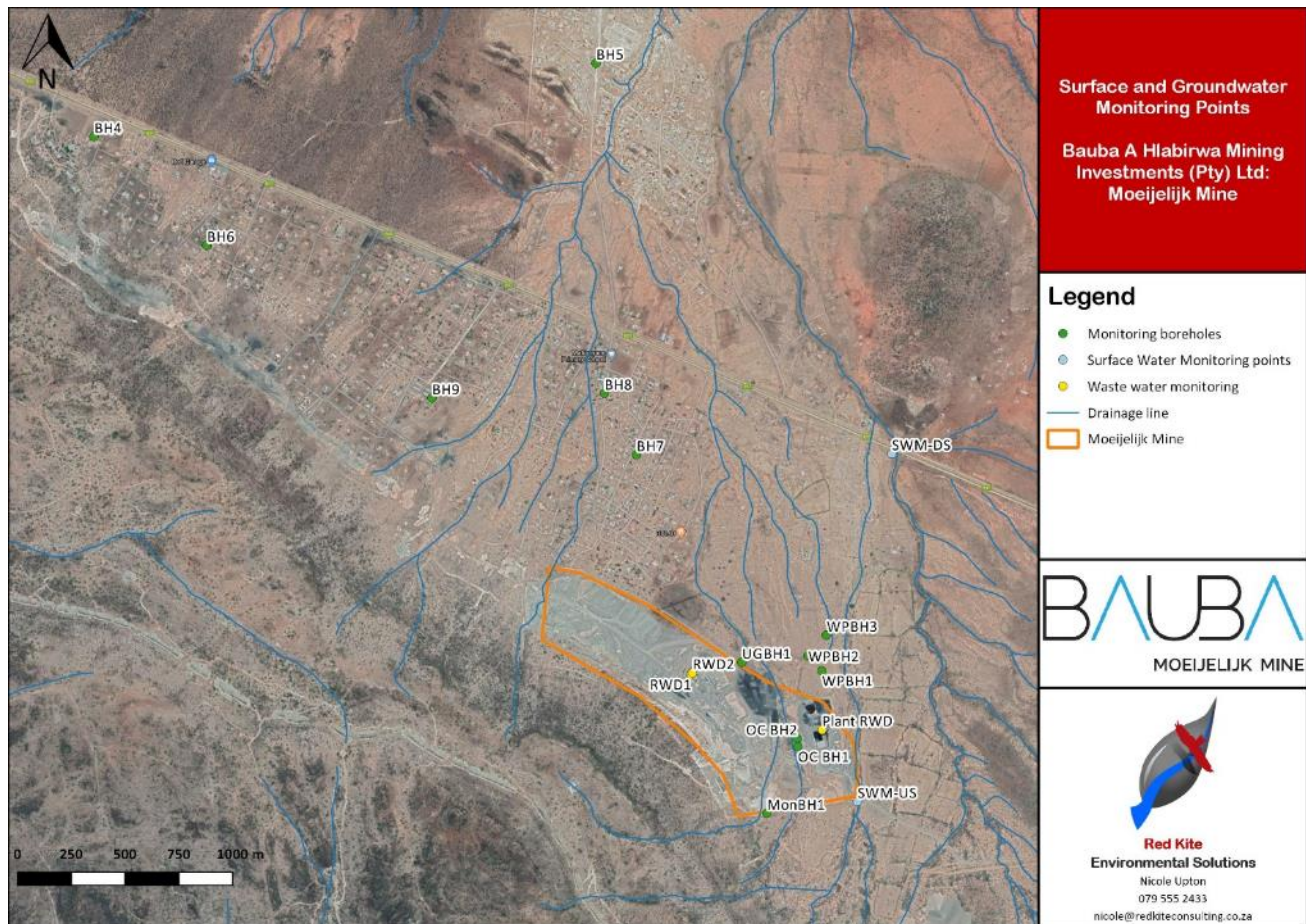 N
BH5
BH4
BH6
BH9
BH8
BH7
SWM-DS
WPBH3
UGBH1
WPBH2
RWD2
WPBH1
RWD1
OC BH2
Plant RWD
OC BH1
SWM-US
MonBH1
0 250 500 750 1000 m
Surface and Groundwater
Monitoring Points
Bauba A Hlabirwa Mining
Investments (Pty) Ltd:
Moeijelijk Mine
Legend
Monitoring boreholes
Surface Water Monitoring points
Waste water monitoring
Drainage line
Moeijelijk Mine
BAUBA
MOEIJELIJK MINE
Red Kite
Environmental Solutions
Nicole Upton
079 555 2433
nicole@redkiteconsulting.co.za